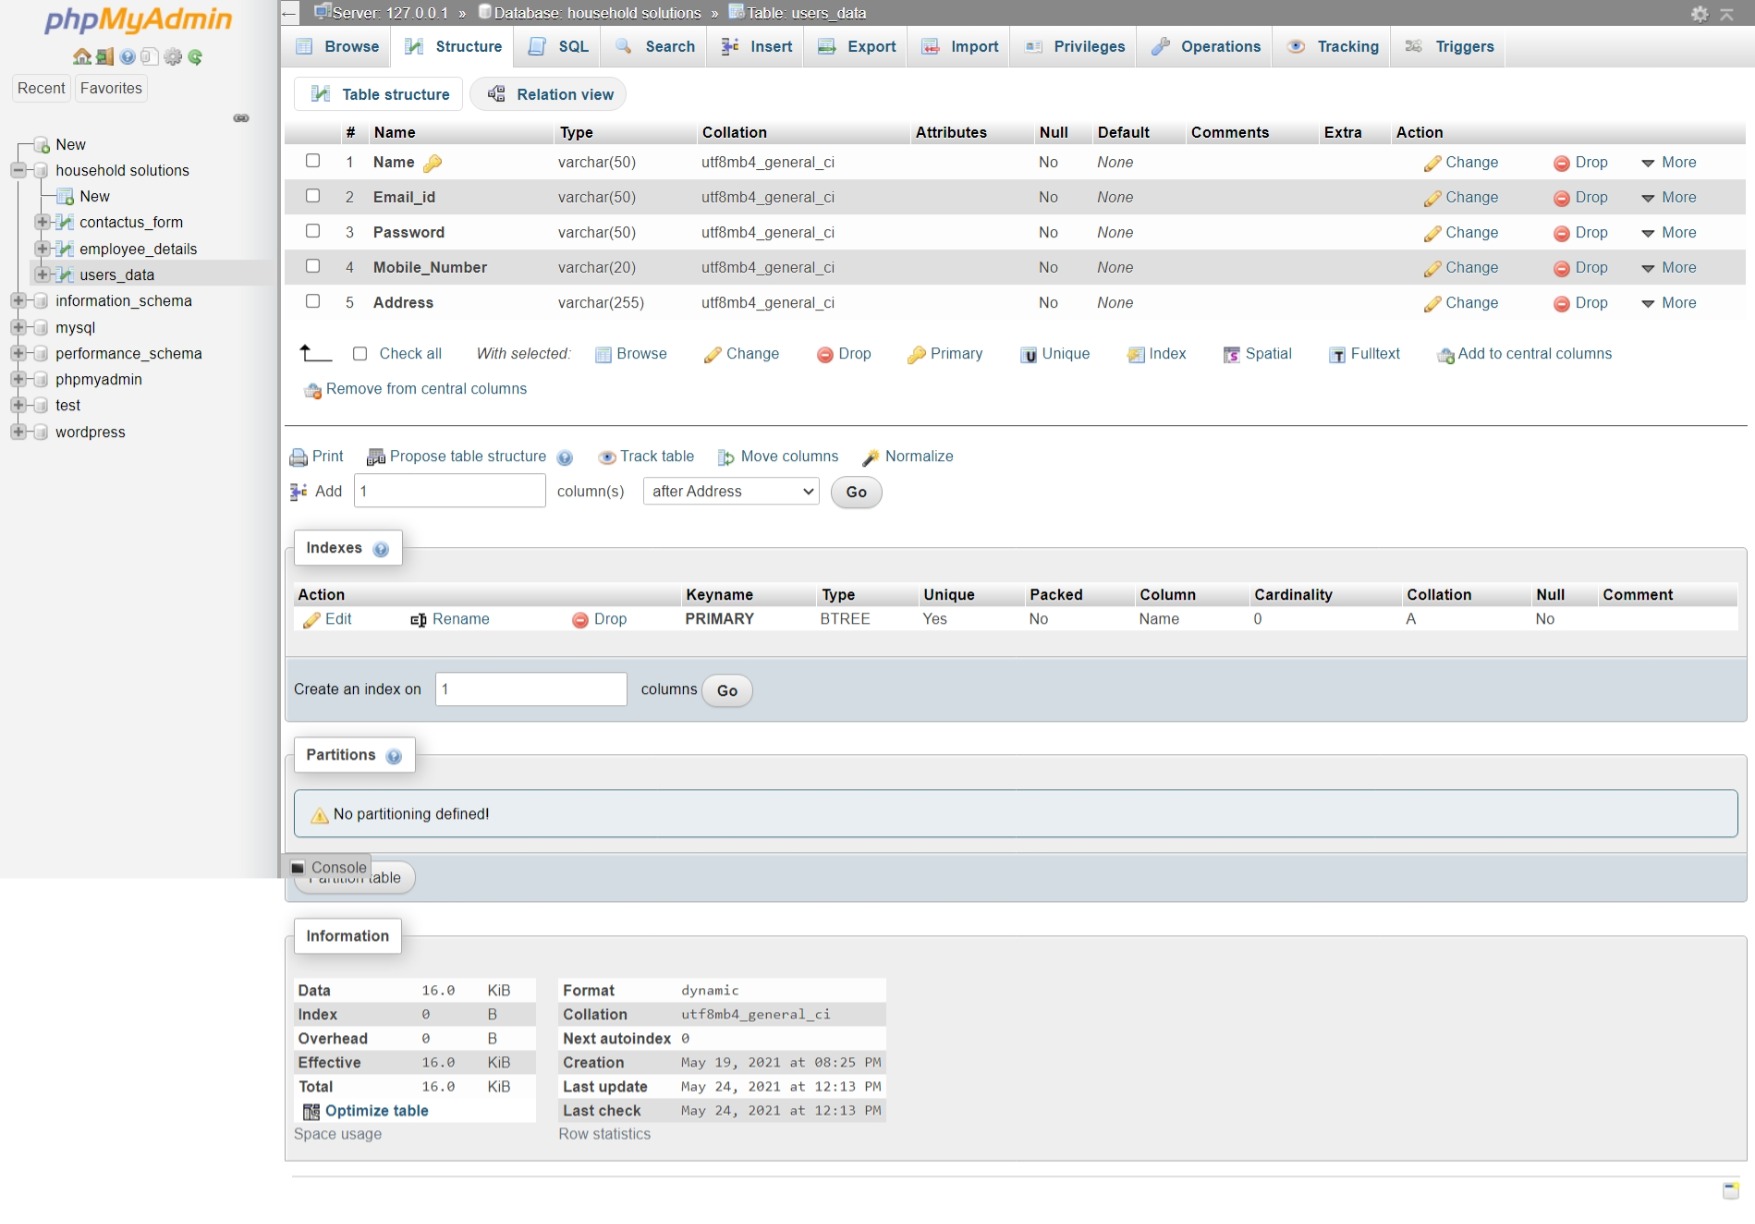 phpMyAdmin
Recent Favorites
New
household solutions
New
contactus_form
employee_details
users_data
information_schema
mysql
performance_schema
phpmyadmin
test
wordpress
Server: 127.0.0.1 » Database: household solutions » Table: users_data
Browse Structure SQL Search Insert Export Import Privileges Operations Tracking Triggers
Table structure Relation view
# Name Type Collation Attributes Null Default Comments Extra Action
1 Name varchar(50) utf8mb4_general_ci No None Change Drop More
2 Email_id varchar(50) utf8mb4_general_ci No None Change Drop More
3 Password varchar(50) utf8mb4_general_ci No None Change Drop More
4 Mobile_Number varchar(20) utf8mb4_general_ci No None Change Drop More
5 Address varchar(255) utf8mb4_general_ci No None Change Drop More
Check all With selected: Browse Change Drop Primary Unique Index Spatial Fulltext Add to central columns
Remove from central columns
Print Propose table structure Track table Move columns Normalize
Add 1 column(s) after Address Go
Indexes
Action Keyname Type Unique Packed Column Cardinality Collation Null Comment
Edit Rename Drop PRIMARY BTREE Yes No Name 0 A No
Create an index on 1 columns Go
Partitions
No partitioning defined!
Console
Partition table
Information
Data 16.0 KiB
Index 0 B
Overhead 0 B
Effective 16.0 KiB
Total 16.0 KiB
Optimize table
Space usage
Format dynamic
Collation utf8mb4_general_ci
Next autoindex 0
Creation May 19, 2021 at 08:25 PM
Last update May 24, 2021 at 12:13 PM
Last check May 24, 2021 at 12:13 PM
Row statistics